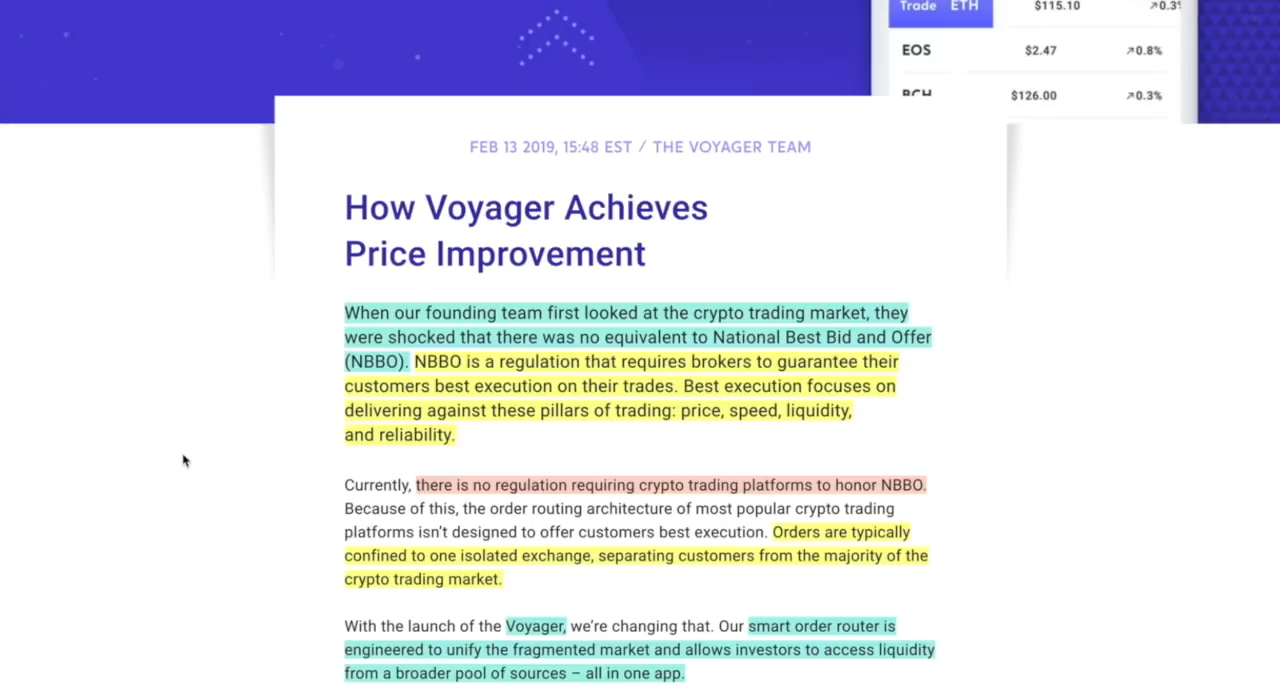 Trade ETH $115.10 ↗0.3%
EOS $2.47 ↗0.8%
BCH $126.00 ↗0.3%
FEB 13 2019, 15:48 EST / THE VOYAGER TEAM
How Voyager Achieves
Price Improvement
When our founding team first looked at the crypto trading market, they
were shocked that there was no equivalent to National Best Bid and Offer
(NBBO). NBBO is a regulation that requires brokers to guarantee their
customers best execution on their trades. Best execution focuses on
delivering against these pillars of trading: price, speed, liquidity,
and reliability.
Currently, there is no regulation requiring crypto trading platforms to honor NBBO.
Because of this, the order routing architecture of most popular crypto trading
platforms isn’t designed to offer customers best execution. Orders are typically
confined to one isolated exchange, separating customers from the majority of the
crypto trading market.
With the launch of the Voyager, we’re changing that. Our smart order router is
engineered to unify the fragmented market and allows investors to access liquidity
from a broader pool of sources – all in one app.